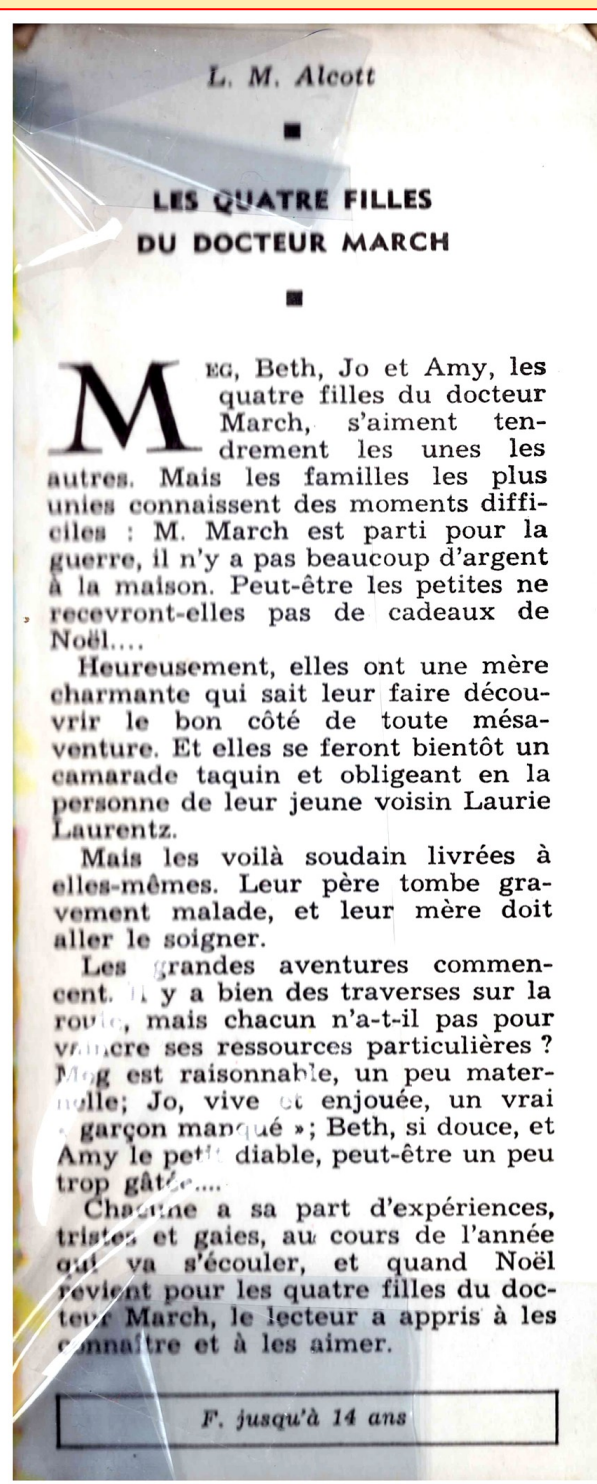 L. M. Alcott
LES QUATRE FILLES
DU DOCTEUR MARCH
MEG, Beth, Jo et Amy, les
quatre filles du docteur
March, s'aiment ten-
drement les unes les
autres. Mais les familles les plus
unies connaissent des moments diffi-
ciles : M. March est parti pour la
guerre, il n'y a pas beaucoup d'argent
à la maison. Peut-être les petites ne
recevront-elles pas de cadeaux de
Noël....
Heureusement, elles ont une mère
charmante qui sait leur faire décou-
vrir le bon côté de toute mésa-
venture. Et elles se feront bientôt un
camarade taquin et obligeant en la
personne de leur jeune voisin Laurie
Laurentz.
Mais les voilà soudain livrées à
elles-mêmes. Leur père tombe gra-
vement malade, et leur mère doit
aller le soigner.
Les grandes aventures commen-
cent. Il y a bien des traverses sur la
route, mais chacun n'a-t-il pas pour
vaincre ses ressources particulières ?
Meg est raisonnable, un peu mater-
nelle; Jo, vive et enjouée, un vrai
« garçon manqué »; Beth, si douce, et
Amy le petit diable, peut-être un peu
trop gâtée....
Chacune a sa part d'expériences,
tristes et gaies, au cours de l'année
qui va s'écouler, et quand Noël
revient pour les quatre filles du doc-
teur March, le lecteur a appris à les
connaître et à les aimer.
F. jusqu'à 14 ans